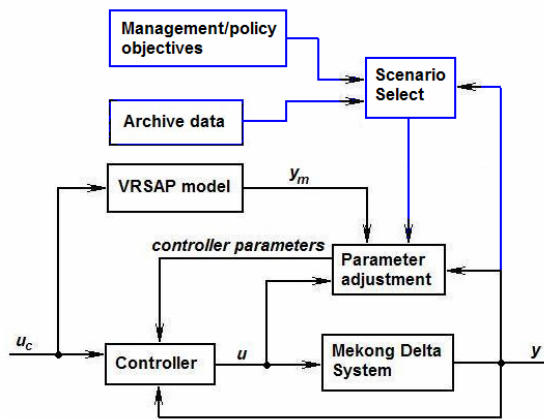 Management/policy
objectives
Scenario
Select
Archive data
VRSAP model
ym
controller parameters
Parameter
adjustment
uc
Controller
u
Mekong Delta
System
y